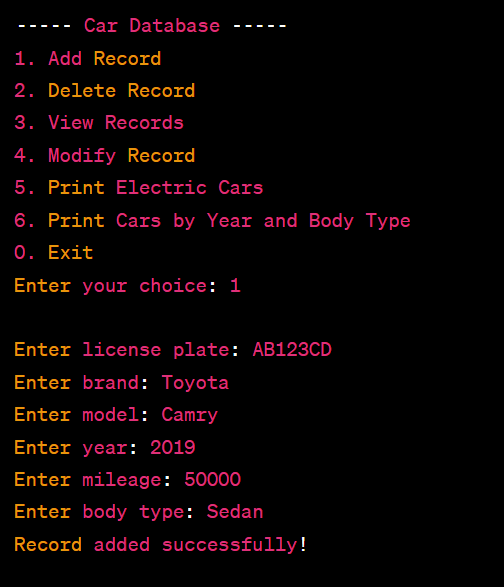 ----- Car Database -----
1. Add Record
2. Delete Record
3. View Records
4. Modify Record
5. Print Electric Cars
6. Print Cars by Year and Body Type
0. Exit
Enter your choice: 1
Enter license plate: AB123CD
Enter brand: Toyota
Enter model: Camry
Enter year: 2019
Enter mileage: 50000
Enter body type: Sedan
Record added successfully!